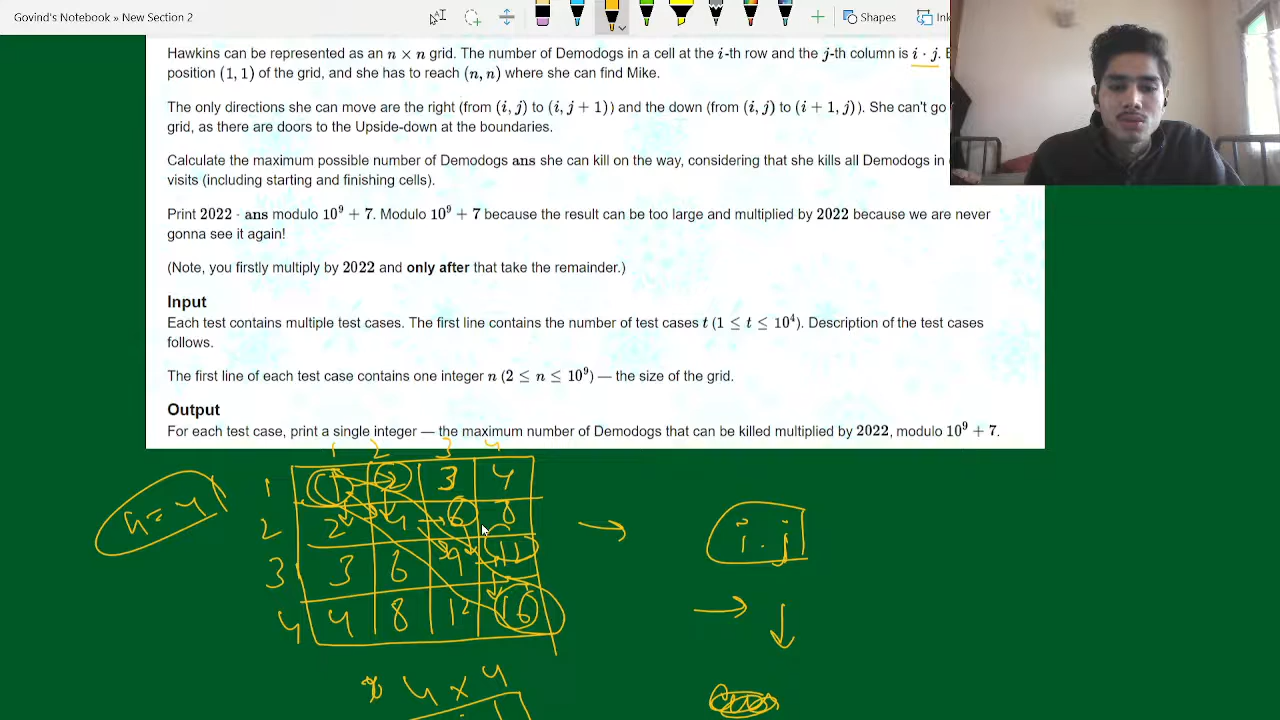 Govind's Notebook » New Section 2
Shapes
Ink
Hawkins can be represented as an n × n grid. The number of Demodogs in a cell at the i-th row and the j-th column is i · j. E
position (1, 1) of the grid, and she has to reach (n, n) where she can find Mike.
The only directions she can move are the right (from (i, j) to (i, j + 1)) and the down (from (i, j) to (i + 1, j)). She can't go
grid, as there are doors to the Upside-down at the boundaries.
Calculate the maximum possible number of Demodogs ans she can kill on the way, considering that she kills all Demodogs in
visits (including starting and finishing cells).
Print 2022 · ans modulo 10⁹ + 7. Modulo 10⁹ + 7 because the result can be too large and multiplied by 2022 because we are never
gonna see it again!
(Note, you firstly multiply by 2022 and only after that take the remainder.)
Input
Each test contains multiple test cases. The first line contains the number of test cases t (1 ≤ t ≤ 10⁴). Description of the test cases
follows.
The first line of each test case contains one integer n (2 ≤ n ≤ 10⁹) — the size of the grid.
Output
For each test case, print a single integer — the maximum number of Demodogs that can be killed multiplied by 2022, modulo 10⁹ + 7.
1 2 3 4
n = 4
1 1 2 3 4
2 2 4 6 8
3 3 6 9
4 4 8 12 16
i . j
4 × 4